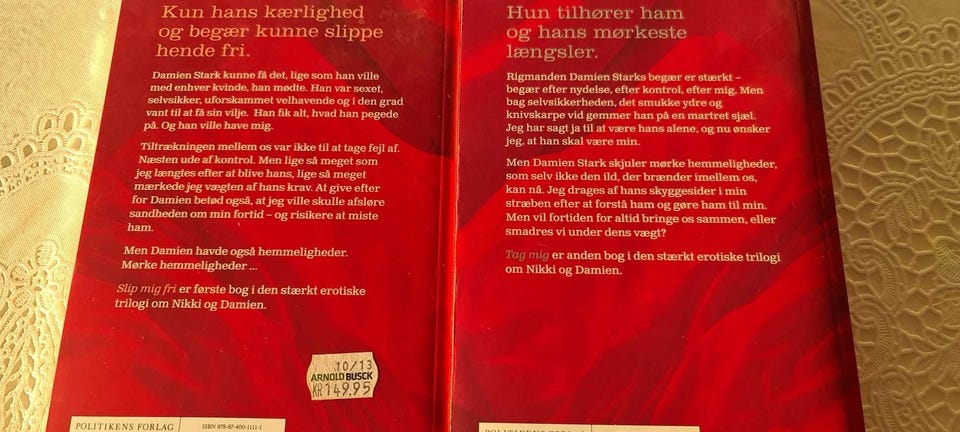 Kun hans kærlighed
og begær kunne slippe
hende fri.
Damien Stark kunne få det, lige som han ville
med enhver kvinde, han mødte. Han var sexet,
selvsikker, uforskammet velhavende og i den grad
vant til at få sin vilje. Han fik alt, hvad han pegede
på. Og han ville have mig.
Tiltrækningen mellem os var ikke til at tage fejl af.
Næsten ude af kontrol. Men lige så meget som
jeg længtes efter at blive hans, lige så meget
mærkede jeg vægten af hans krav. At give efter
for Damien betød også, at jeg ville skulle afsløre
sandheden om min fortid – og risikere at miste
ham.
Men Damien havde også hemmeligheder.
Mørke hemmeligheder ...
Slip mig fri er første bog i den stærkt erotiske
trilogi om Nikki og Damien.
10/13
ARNOLD BUSCK
KR 149.95
POLITIKENS FORLAG
ISBN 978-87-400-1111-1
Hun tilhører ham
og hans mørkeste
længsler.
Rigmanden Damien Starks begær er stærkt –
begær efter nydelse, efter kontrol, efter mig. Men
bag selvsikkerheden, det smukke ydre og
knivskarpe vid gemmer han på en martret sjæl.
Jeg har sagt ja til at være hans alene, og nu ønsker
jeg, at han skal være min.
Men Damien Stark skjuler mørke hemmeligheder,
som selv ikke den ild, der brænder imellem os,
kan nå. Jeg drages af hans skyggesider i min
stræben efter at forstå ham og gøre ham til min.
Men vil fortiden for altid bringe os sammen, eller
smadres vi under dens vægt?
Tag mig er anden bog i den stærkt erotiske trilogi
om Nikki og Damien.
POLITIKENS FORLAG